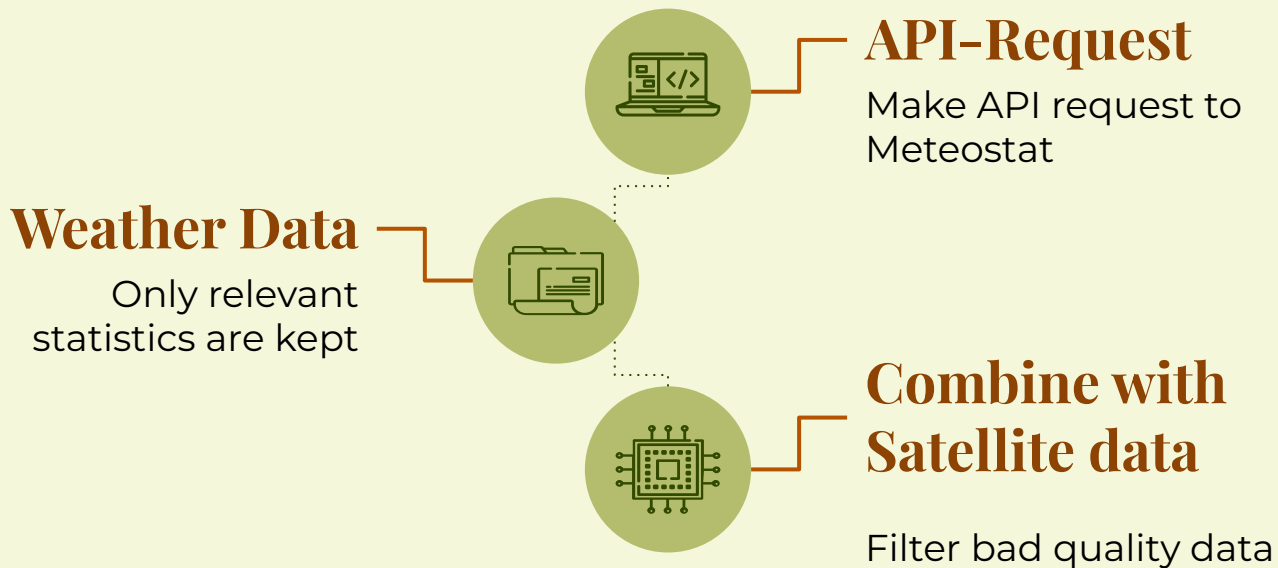 API-Request
Make API request to
Meteostat
Weather Data
Only relevant
statistics are kept
Combine with
Satellite data
Filter bad quality data